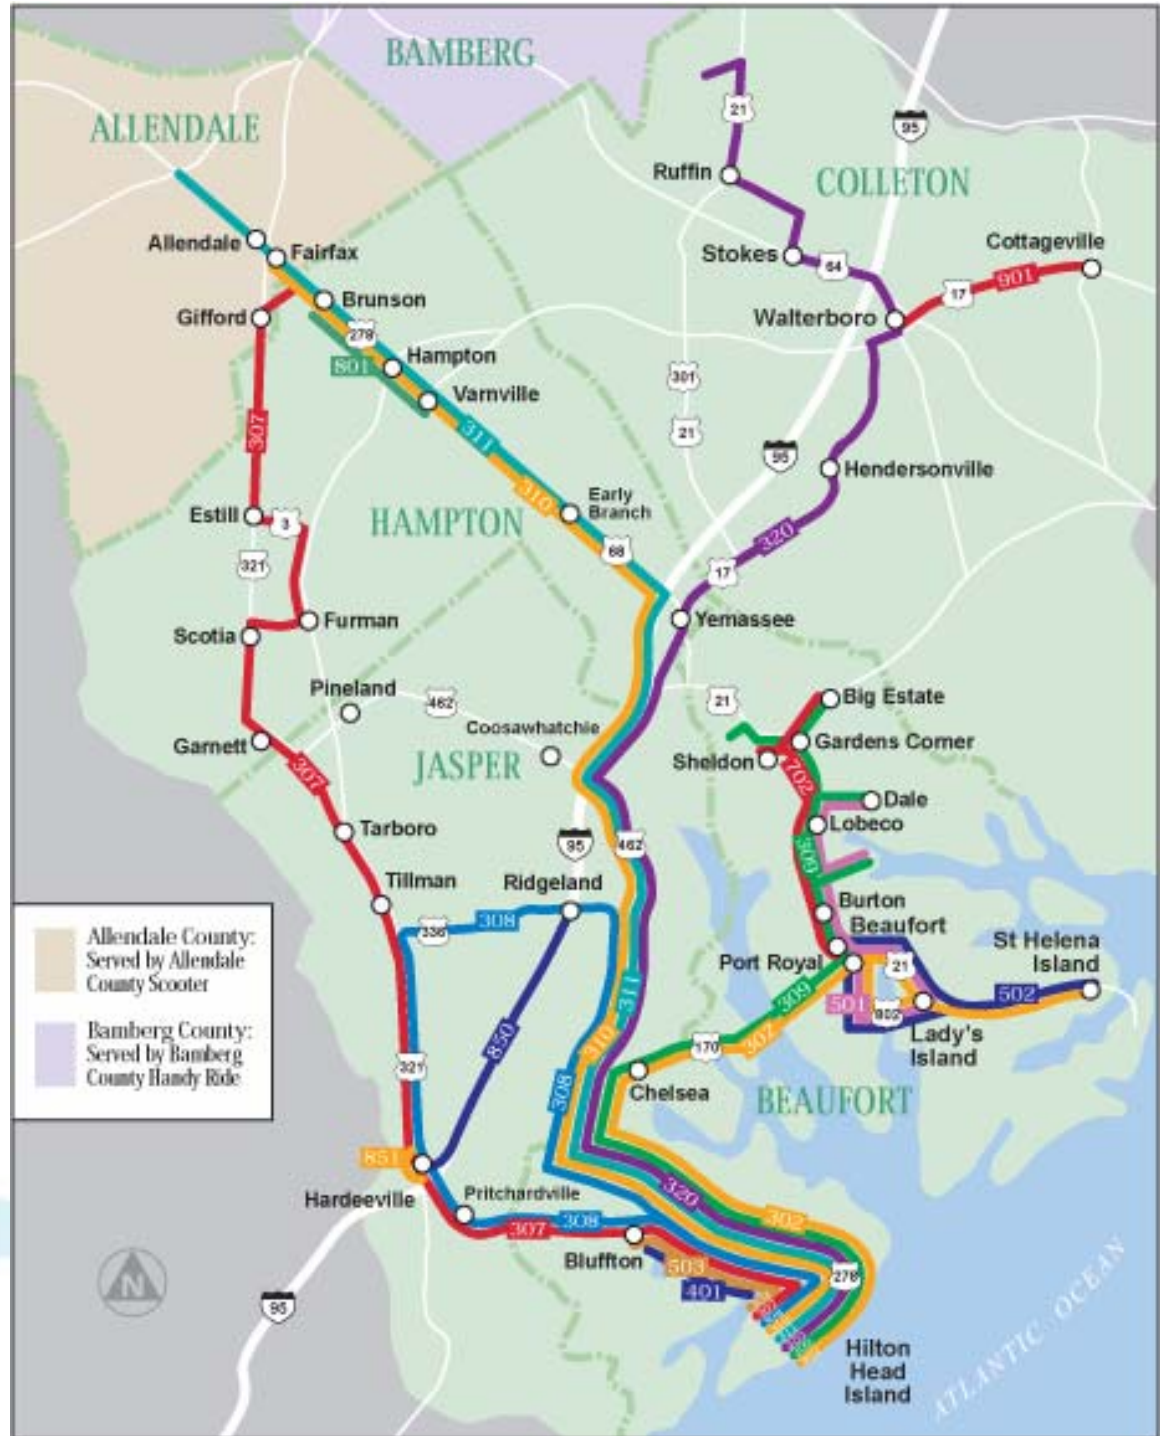 BAMBERG
ALLENDALE
21
95
Ruffin
COLLETON
Stokes
Cottageville
Allendale
Fairfax
64
17
901
Brunson
Gifford
Walterboro
278
Hampton
801
301
Varnville
307
311
21
95
Hendersonville
310
Early
Branch
Estill
3
HAMPTON
320
68
321
17
Furman
Yemassee
Scotia
Pineland
462
21
Big Estate
Coosawhatchie
Garnett
Gardens Corner
JASPER
Sheldon
307
702
Dale
Tarboro
Lobeco
95
462
Tillman
Ridgeland
Burton
308
336
Beaufort
St Helena
Island
Port Royal
21
309
311
501
802
502
850
310
302
Lady's
Island
170
321
308
Chelsea
BEAUFORT
851
Hardeeville
Pritchardville
320
302
307
308
Bluffton
503
278
401
Hilton
Head
Island
95
N
ATLANTIC OCEAN
Allendale County:
Served by Allendale
County Scooter
Bamberg County:
Served by Bamberg
County Handy Ride